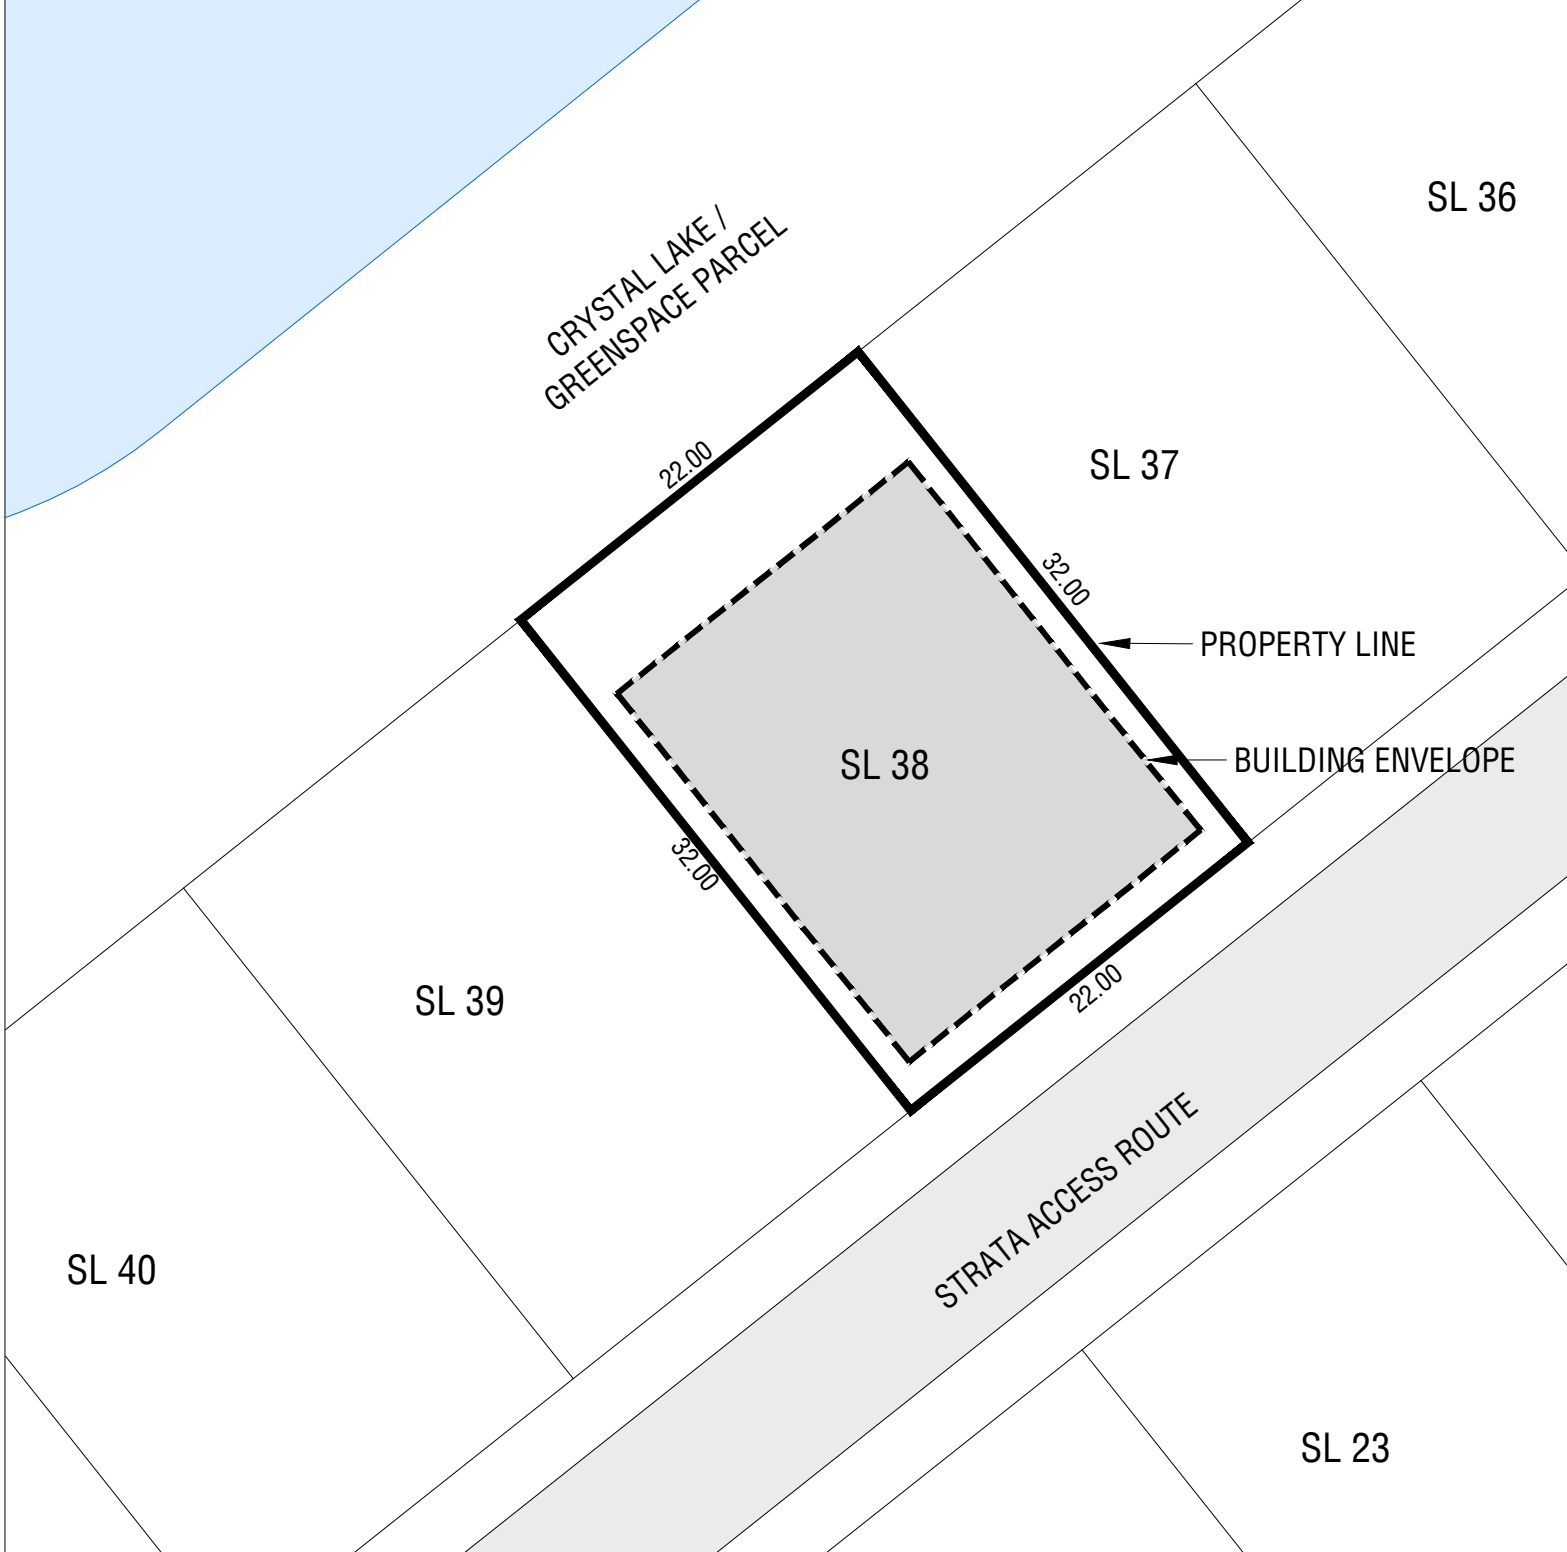 SL 36
CRYSTAL LAKE /
GREENSPACE PARCEL
22.00
SL 37
32.00
PROPERTY LINE
BUILDING ENVELOPE
SL 38
32.00
22.00
SL 39
STRATA ACCESS ROUTE
SL 40
SL 23